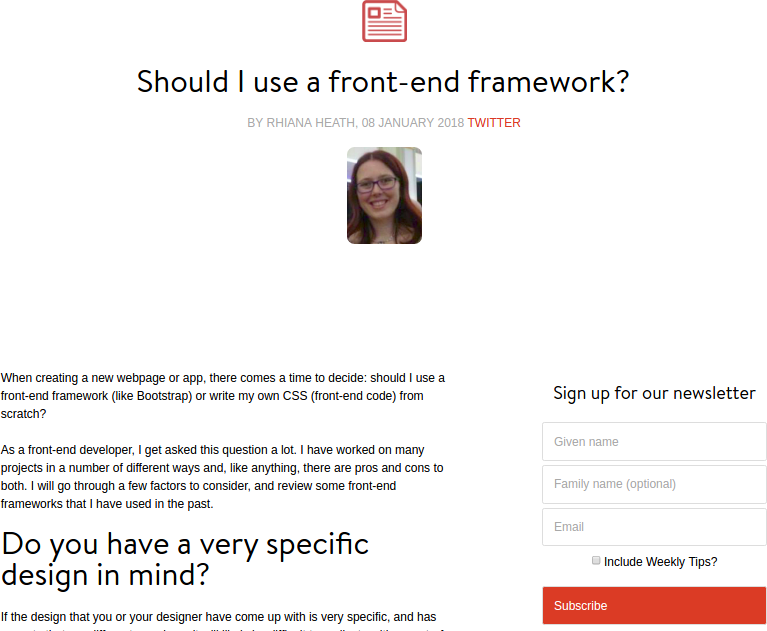 Should I use a front-end framework?
BY RHIANA HEATH, 08 JANUARY 2018 TWITTER
When creating a new webpage or app, there comes a time to decide: should I use a
front-end framework (like Bootstrap) or write my own CSS (front-end code) from
scratch?
As a front-end developer, I get asked this question a lot. I have worked on many
projects in a number of different ways and, like anything, there are pros and cons to
both. I will go through a few factors to consider, and review some front-end
frameworks that I have used in the past.
Do you have a very specific
design in mind?
If the design that you or your designer have come up with is very specific, and has
Sign up for our newsletter
Given name
Family name (optional)
Email
Include Weekly Tips?
Subscribe